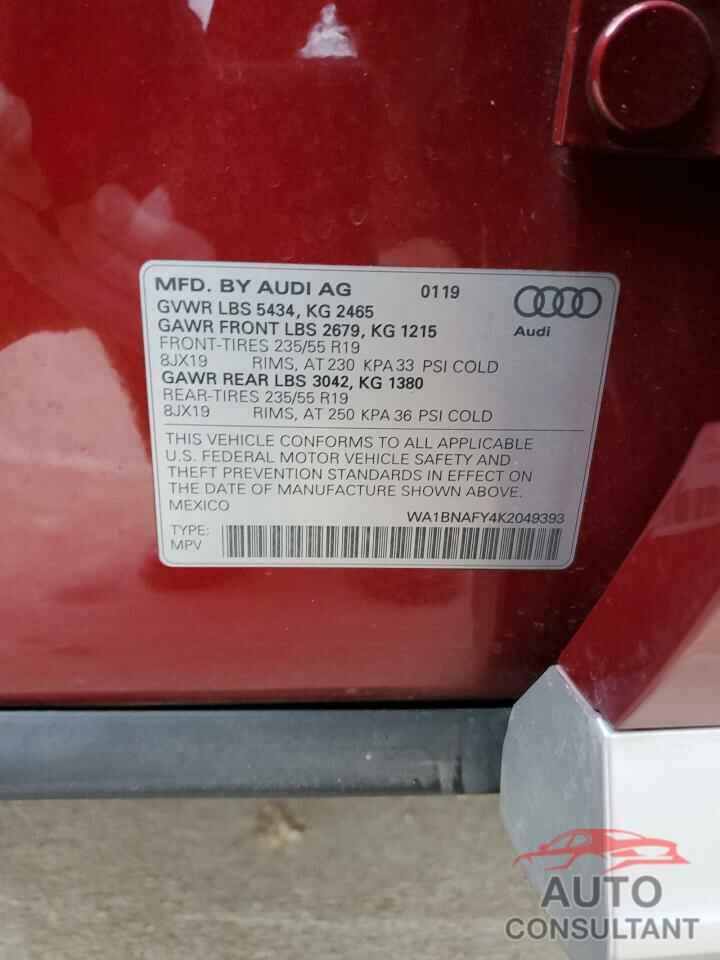 MFD. BY AUDI AG 0119
GVWR LBS 5434, KG 2465
GAWR FRONT LBS 2679, KG 1215
Audi
FRONT-TIRES 235/55 R19
8JX19 RIMS, AT 230 KPA 33 PSI COLD
GAWR REAR LBS 3042, KG 1380
REAR-TIRES 235/55 R19
8JX19 RIMS, AT 250 KPA 36 PSI COLD
THIS VEHICLE CONFORMS TO ALL APPLICABLE
U.S. FEDERAL MOTOR VEHICLE SAFETY AND
THEFT PREVENTION STANDARDS IN EFFECT ON
THE DATE OF MANUFACTURE SHOWN ABOVE.
MEXICO WA1BNAFY4K2049393
TYPE:
MPV
AUTO
CONSULTANT